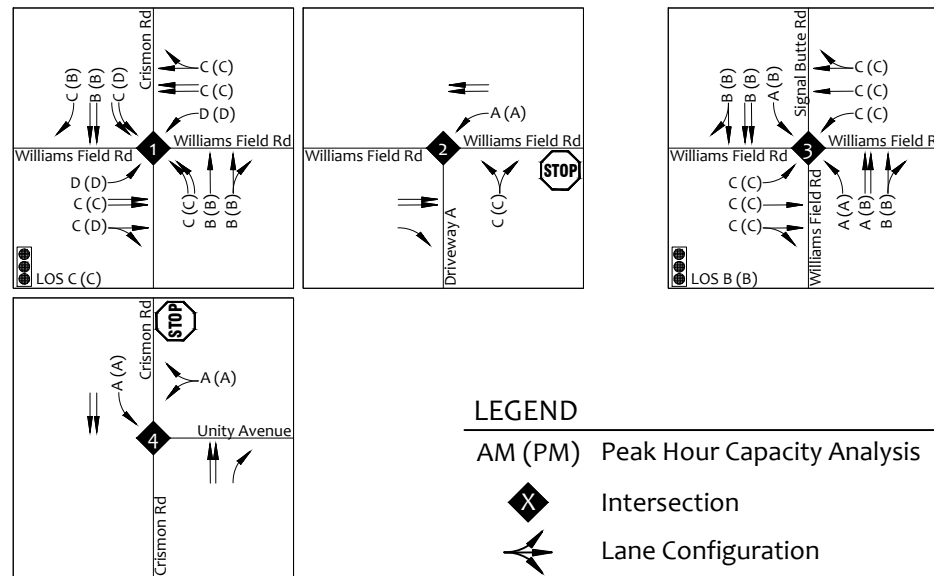 Crismon Rd
C (B)
B (B)
C (D)
C (C)
C (C)
D (D)
1
Williams Field Rd
Williams Field Rd
D (D)
C (C)
C (D)
C (C)
B (B)
B (B)
LOS C (C)
A (A)
2
Williams Field Rd
STOP
C (C)
Driveway A
Signal Butte Rd
B (B)
B (B)
A (B)
C (C)
C (C)
C (C)
3
Williams Field Rd
Williams Field R
C (C)
C (C)
C (C)
A (A)
A (B)
B (B)
Williams Field Rd
LOS B (B)
Crismon Rd
STOP
A (A)
A (A)
4
Unity Avenue
Crismon Rd
LEGEND
AM (PM) Peak Hour Capacity Analysis
X Intersection
Lane Configuration